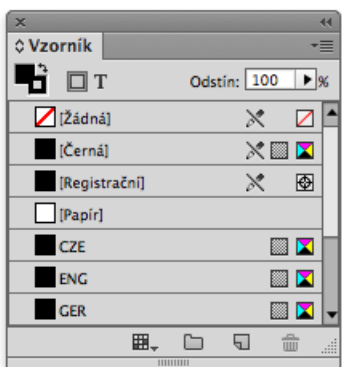 Vzorník
T Odstín: 100 %
[Žádná]
[Černá]
[Registrační]
[Papír]
CZE
ENG
GER